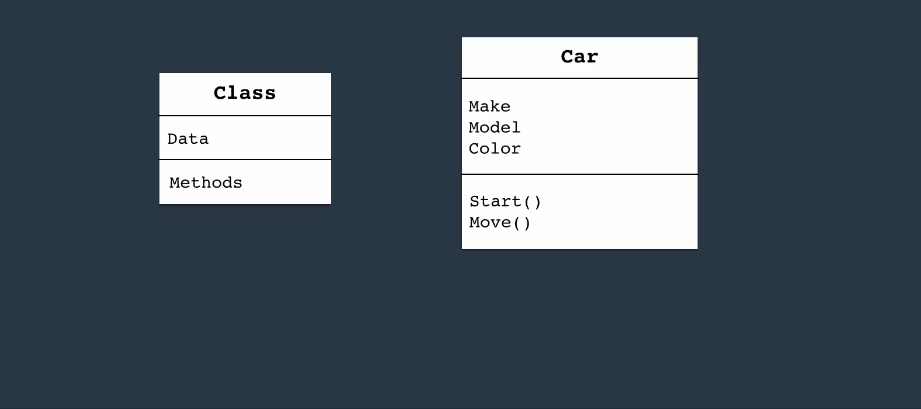 Class
Data
Methods
Car
Make
Model
Color
Start()
Move()